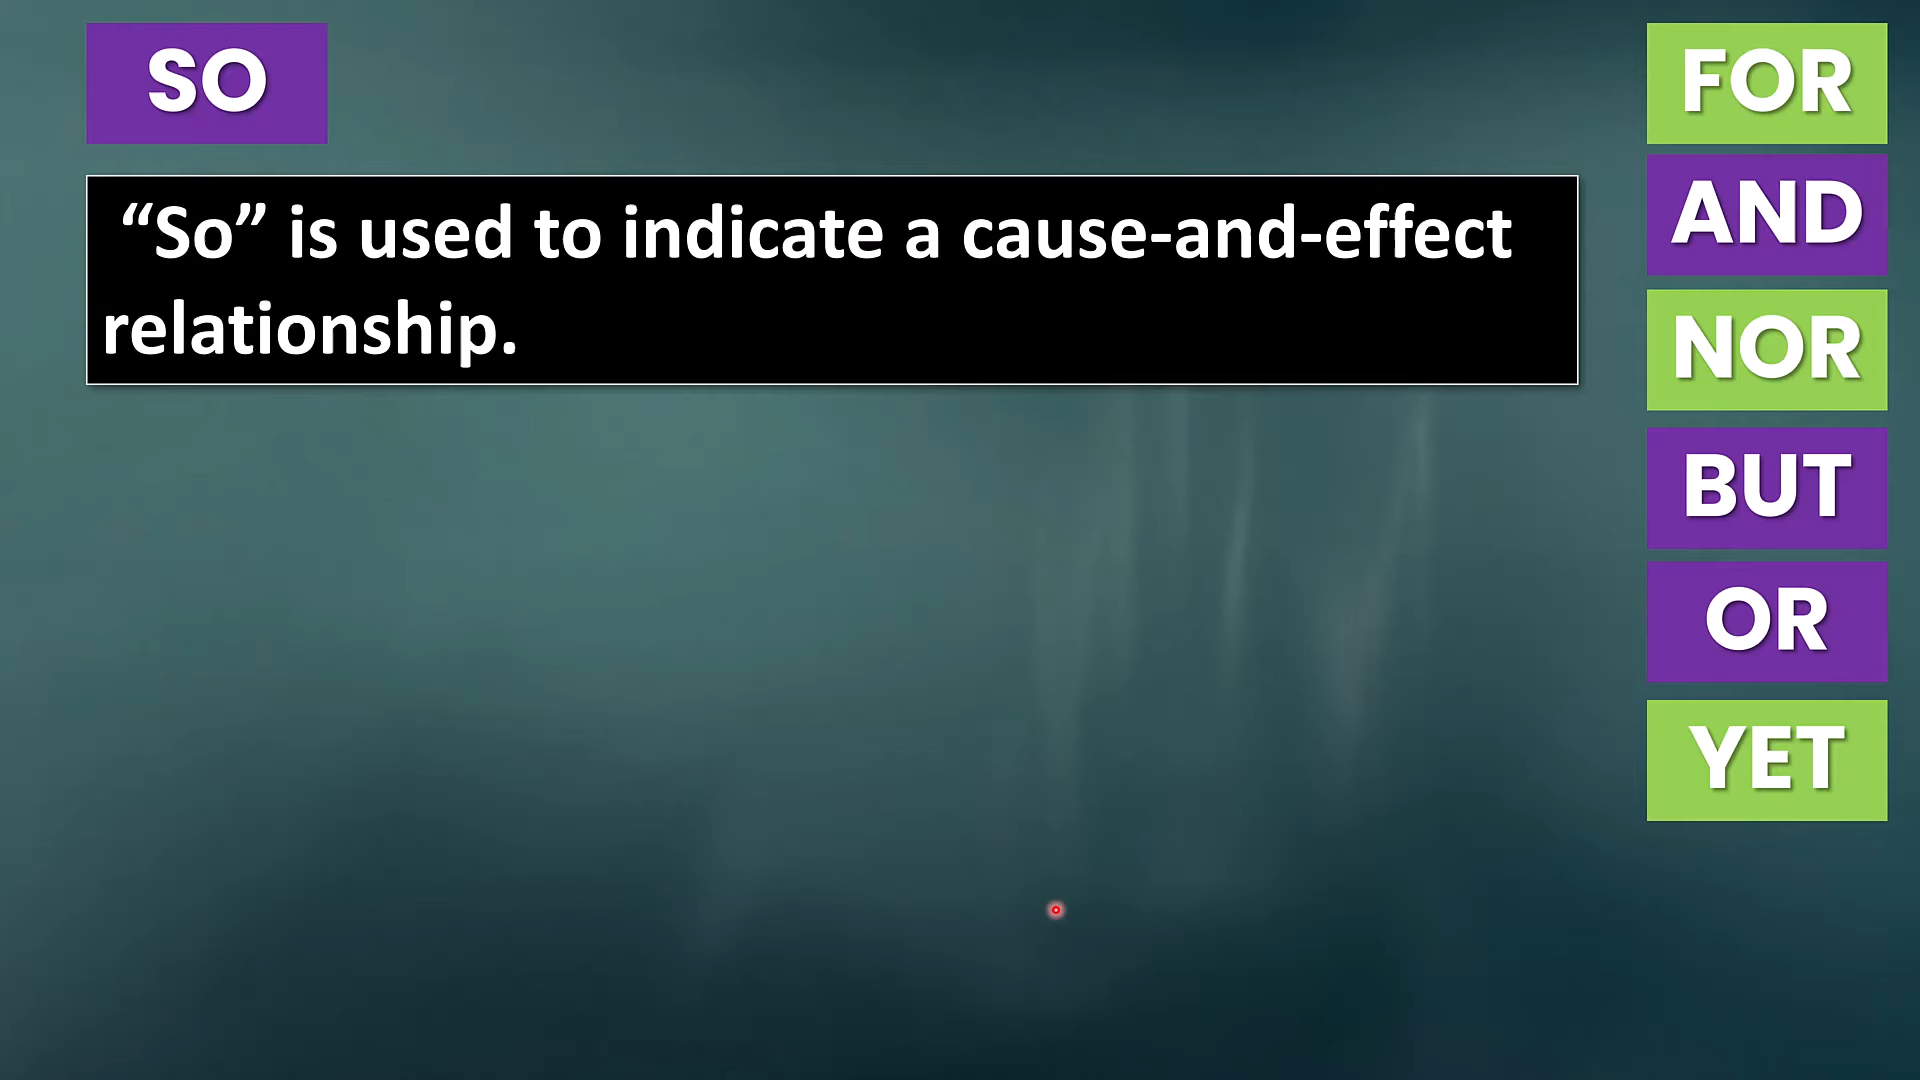 SO
“So” is used to indicate a cause-and-effect
relationship.
FOR
AND
NOR
BUT
OR
YET